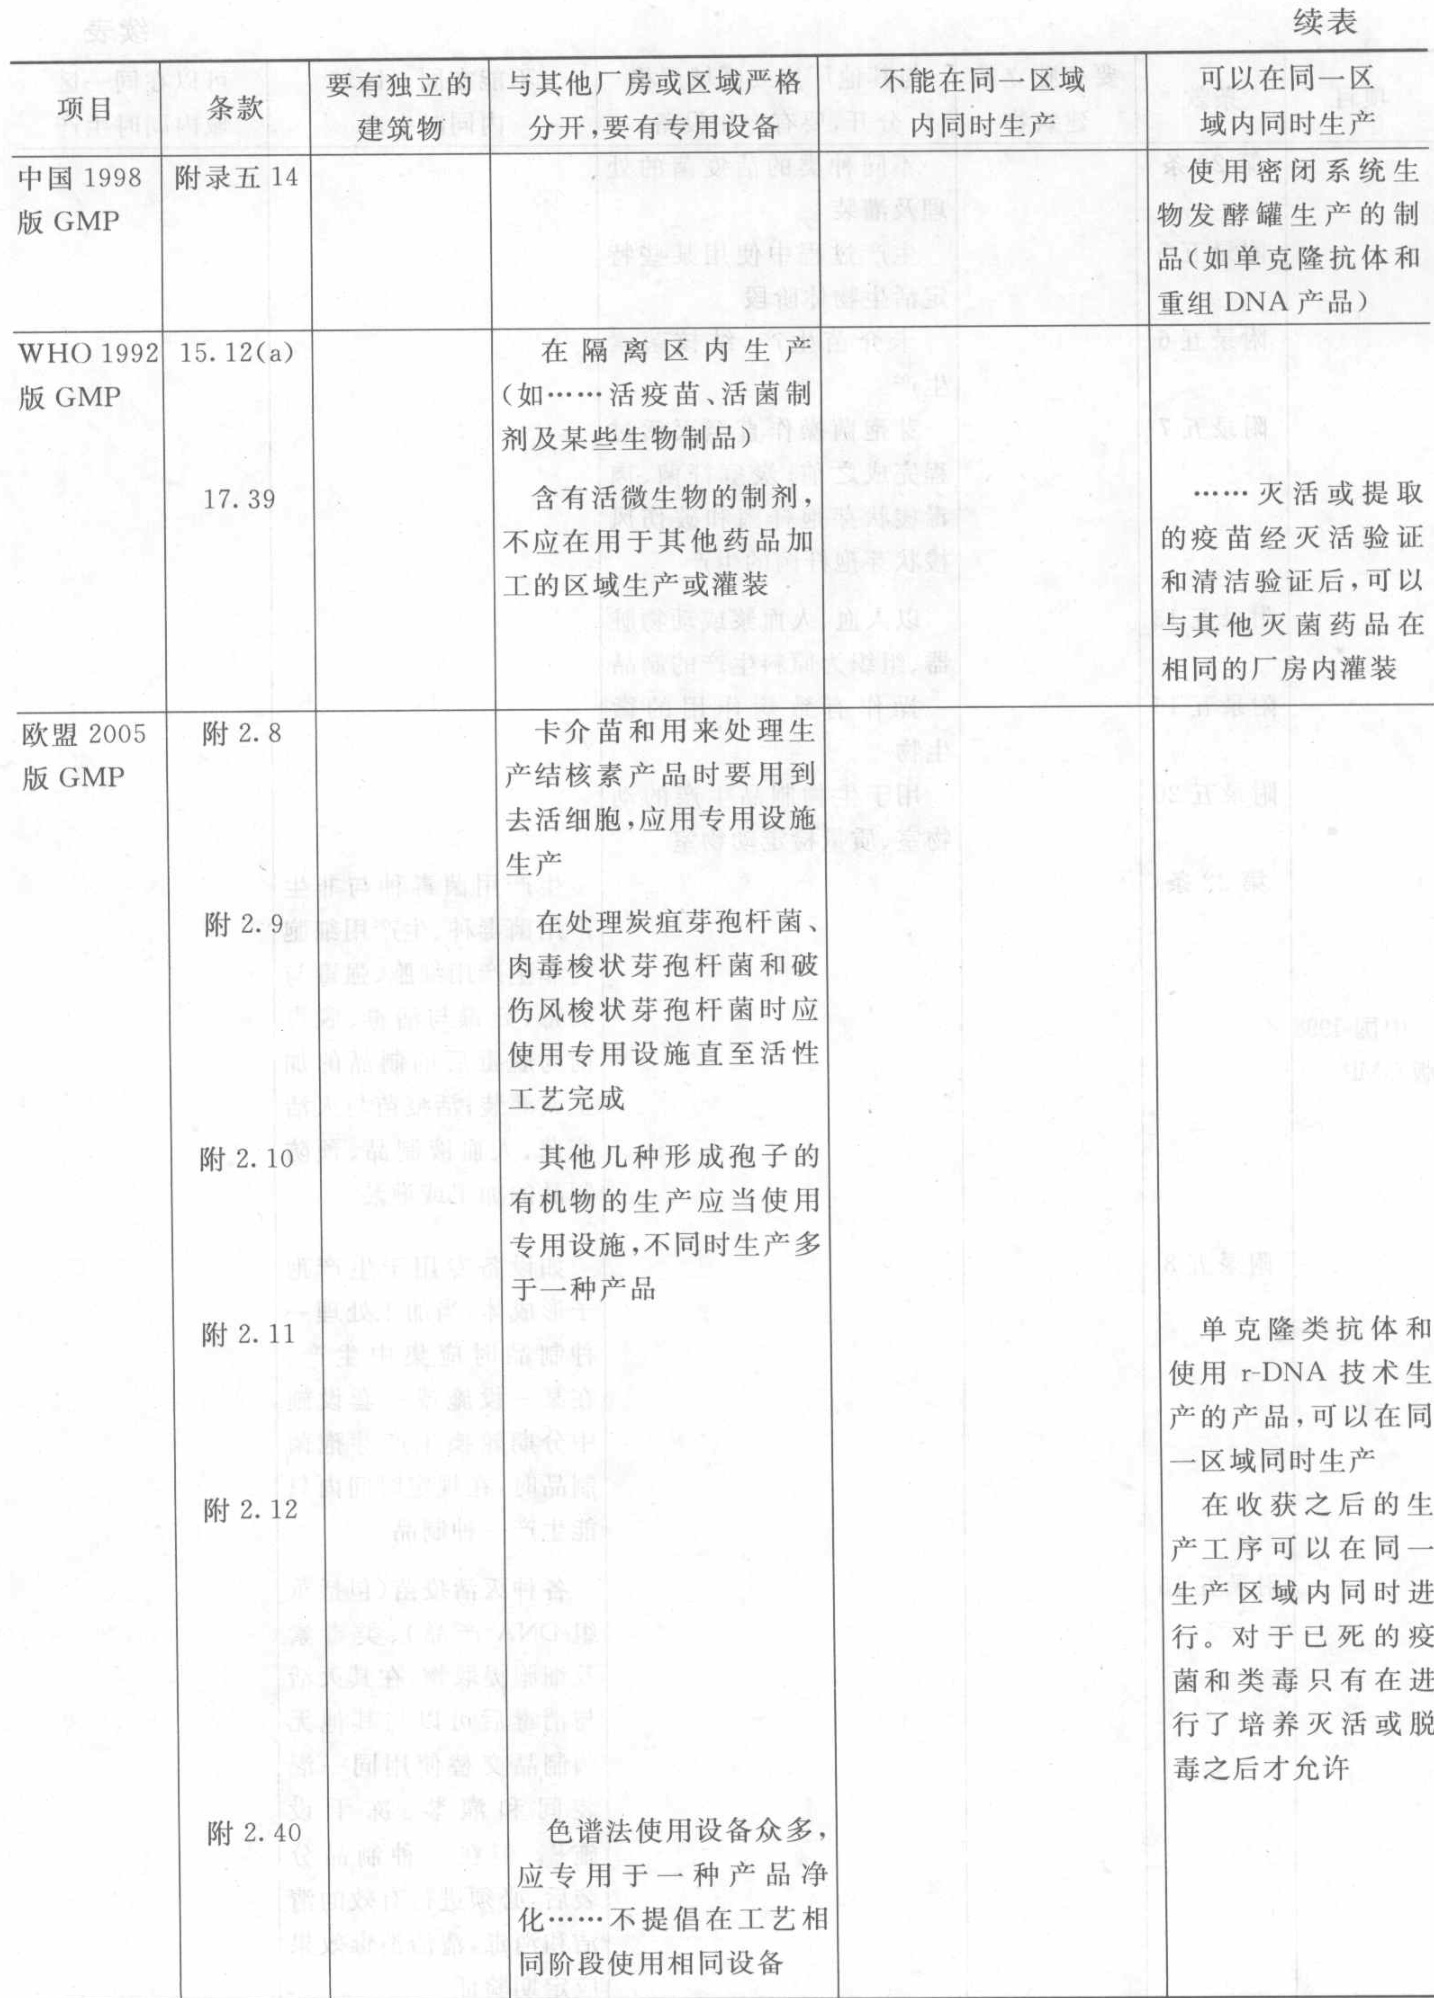 续表
项目
条款
要有独立的
建筑物
与其他厂房或区域严格
分开,要有专用设备
不能在同一区域
内同时生产
可以在同一区
域内同时生产
中国 1998
版 GMP
附录五 14
使用密闭系统生
物发酵罐生产的制
品(如单克隆抗体和
重组 DNA 产品)
WHO 1992
版 GMP
15.12(a)
在隔离区内生产
(如……活疫苗、活菌制
剂及某些生物制品)
17.39
含有活微生物的制剂,
不应在用于其他药品加
工的区域生产或灌装
……灭活或提取
的疫苗经灭活验证
和清洁验证后,可以
与其他灭菌药品在
相同的厂房内灌装
欧盟 2005
版 GMP
附 2.8
卡介苗和用来处理生
产结核素产品时要用到
去活细胞,应用专用设施
生产
附 2.9
在处理炭疽芽孢杆菌、
肉毒梭状芽孢杆菌和破
伤风梭状芽孢杆菌时应
使用专用设施直至活性
工艺完成
附 2.10
其他几种形成孢子的
有机物的生产应当使用
专用设施,不同时生产多
于一种产品
附 2.11
单克隆类抗体和
使用 r-DNA 技术生
产的产品,可以在同
一区域同时生产
附 2.12
在收获之后的生
产工序可以在同一
生产区域内同时进
行。对于已死的疫
菌和类毒只有在进
行了培养灭活或脱
毒之后才允许
附 2.40
色谱法使用设备众多,
应专用于一种产品净
化……不提倡在工艺相
同阶段使用相同设备